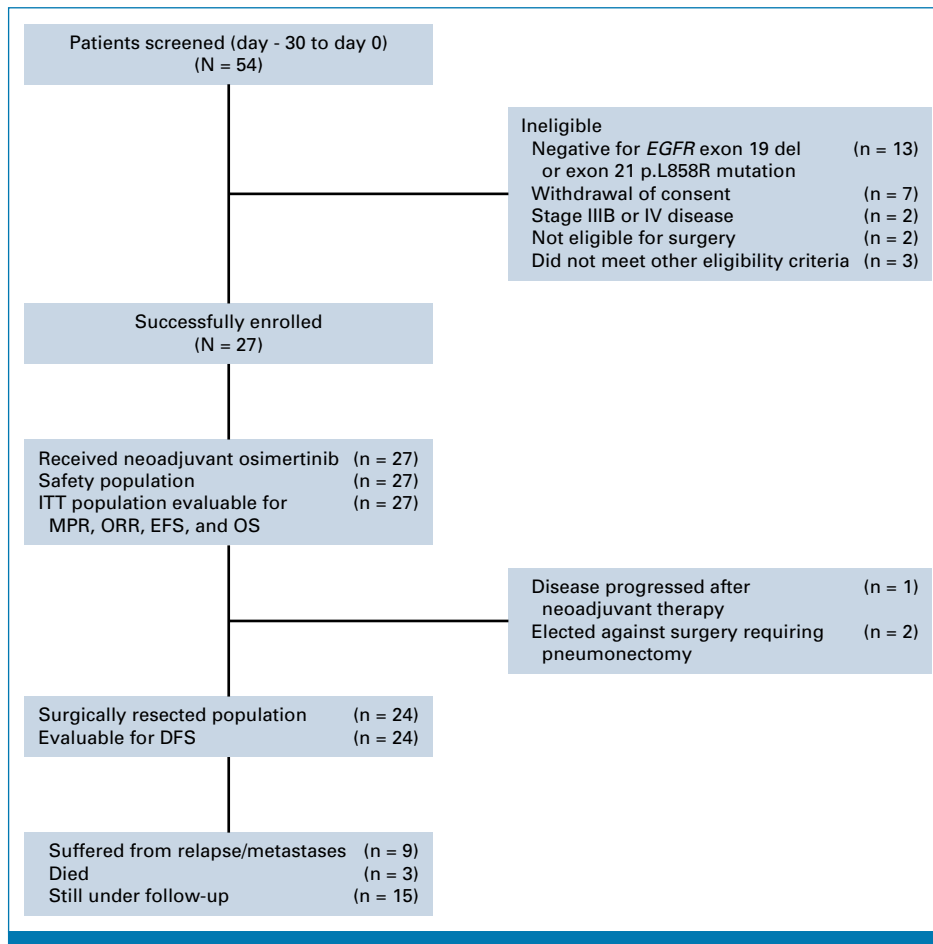 Patients screened (day - 30 to day 0)
(N = 54)
Ineligible
Negative for EGFR exon 19 del (n = 13)
or exon 21 p.L858R mutation
Withdrawal of consent (n = 7)
Stage IIIB or IV disease (n = 2)
Not eligible for surgery (n = 2)
Did not meet other eligibility criteria (n = 3)
Successfully enrolled
(N = 27)
Received neoadjuvant osimertinib (n = 27)
Safety population (n = 27)
ITT population evaluable for (n = 27)
MPR, ORR, EFS, and OS
Disease progressed after (n = 1)
neoadjuvant therapy
Elected against surgery requiring (n = 2)
pneumonectomy
Surgically resected population (n = 24)
Evaluable for DFS (n = 24)
Suffered from relapse/metastases (n = 9)
Died (n = 3)
Still under follow-up (n = 15)